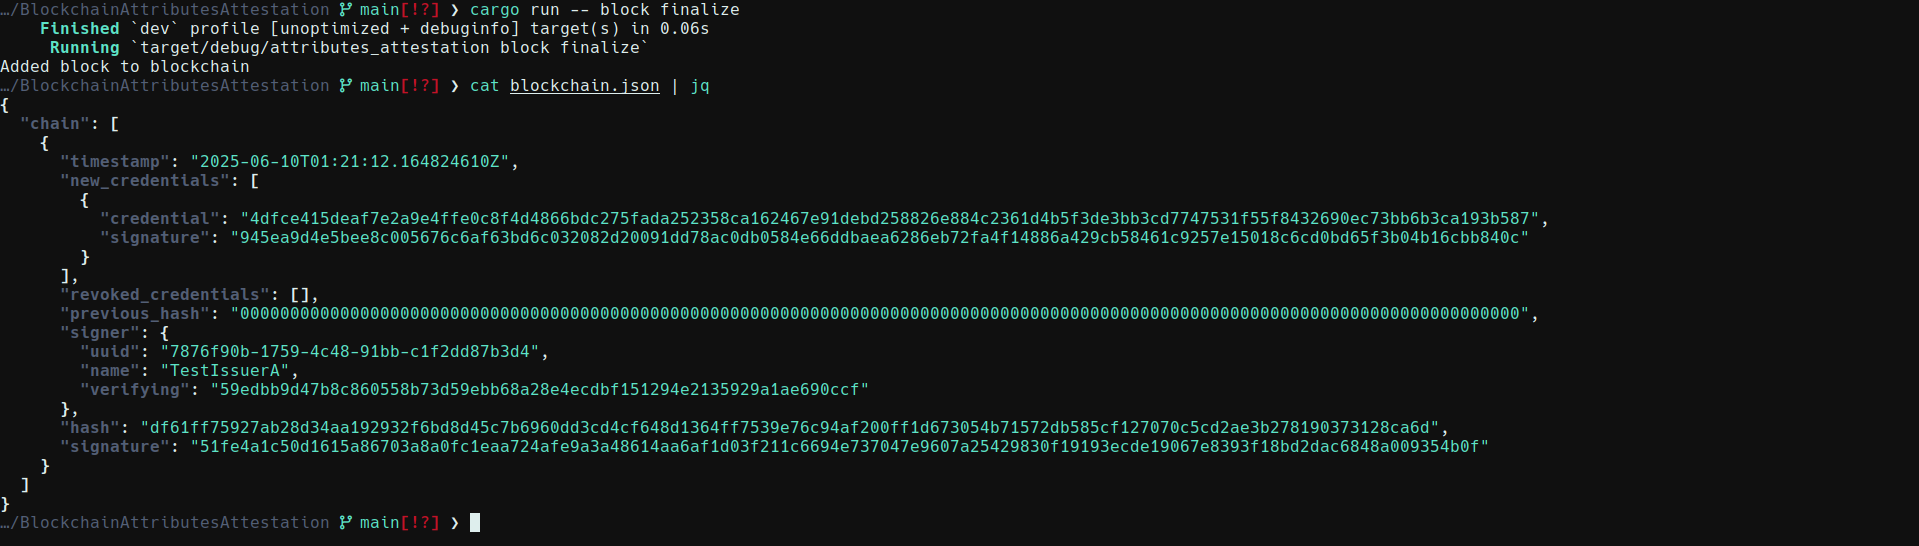 …/BlockchainAttributesAttestation main[!?] ❯ cargo run -- block finalize
    Finished `dev` profile [unoptimized + debuginfo] target(s) in 0.06s
     Running `target/debug/attributes_attestation block finalize`
Added block to blockchain
…/BlockchainAttributesAttestation main[!?] ❯ cat blockchain.json | jq
{
  "chain": [
    {
      "timestamp": "2025-06-10T01:21:12.164824610Z",
      "new_credentials": [
        {
          "credential": "4dfce415deaf7e2a9e4ffe0c8f4d4866bdc275fada252358ca162467e91debd258826e884c2361d4b5f3de3bb3cd7747531f55f8432690ec73bb6b3ca193b587",
          "signature": "945ea9d4e5bee8c005676c6af63bd6c032082d20091dd78ac0db0584e66ddbaea6286eb72fa4f14886a429cb58461c9257e15018c6cd0bd65f3b04b16cbb840c"
        }
      ],
      "revoked_credentials": [],
      "previous_hash": "00000000000000000000000000000000000000000000000000000000000000000000000000000000000000000000000000000000000000000000000000000000",
      "signer": {
        "uuid": "7876f90b-1759-4c48-91bb-c1f2dd87b3d4",
        "name": "TestIssuerA",
        "verifying": "59edbb9d47b8c860558b73d59ebb68a28e4ecdbf151294e2135929a1ae690ccf"
      },
      "hash": "df61ff75927ab28d34aa192932f6bd8d45c7b6960dd3cd4cf648d1364ff7539e76c94af200ff1d673054b71572db585cf127070c5cd2ae3b278190373128ca6d",
      "signature": "51fe4a1c50d1615a86703a8a0fc1eaa724afe9a3a48614aa6af1d03f211c6694e737047e9607a25429830f19193ecde19067e8393f18bd2dac6848a009354b0f"
    }
  ]
}
…/BlockchainAttributesAttestation main[!?] ❯